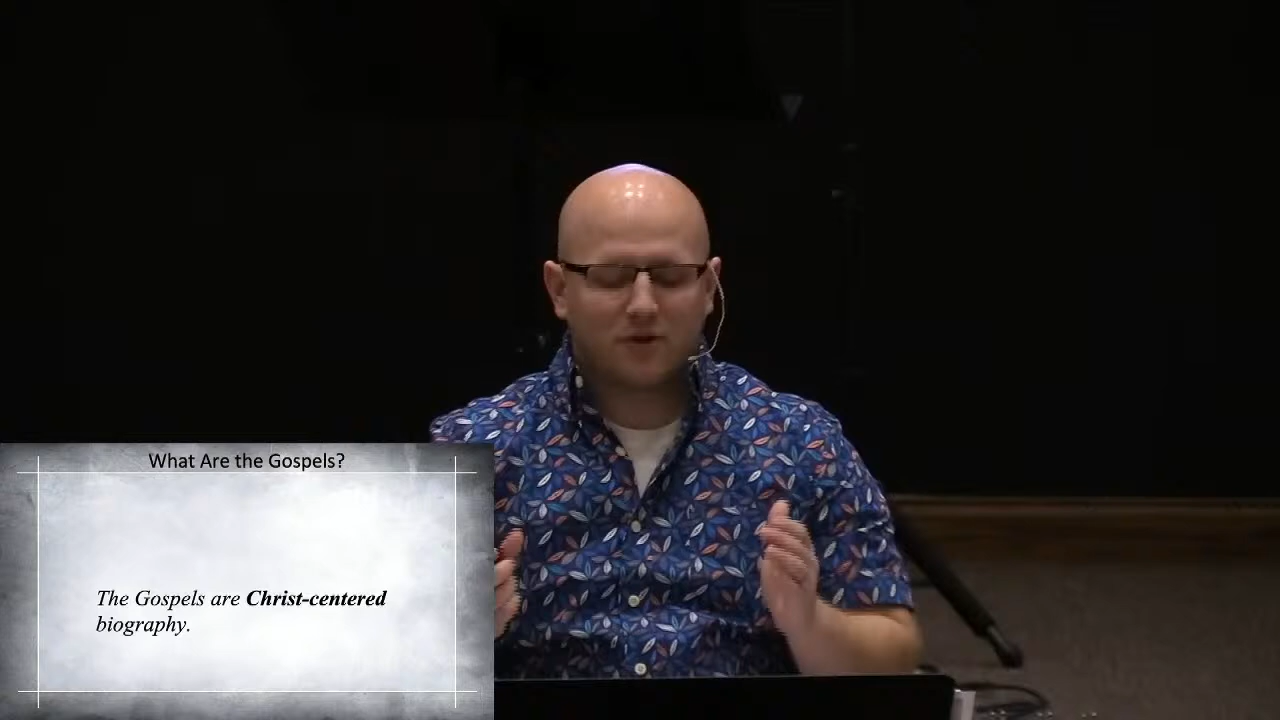 What Are the Gospels?
The Gospels are Christ-centered
biography.